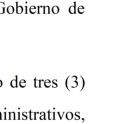 Gobierno de
o de tres (3)
ministrativos,